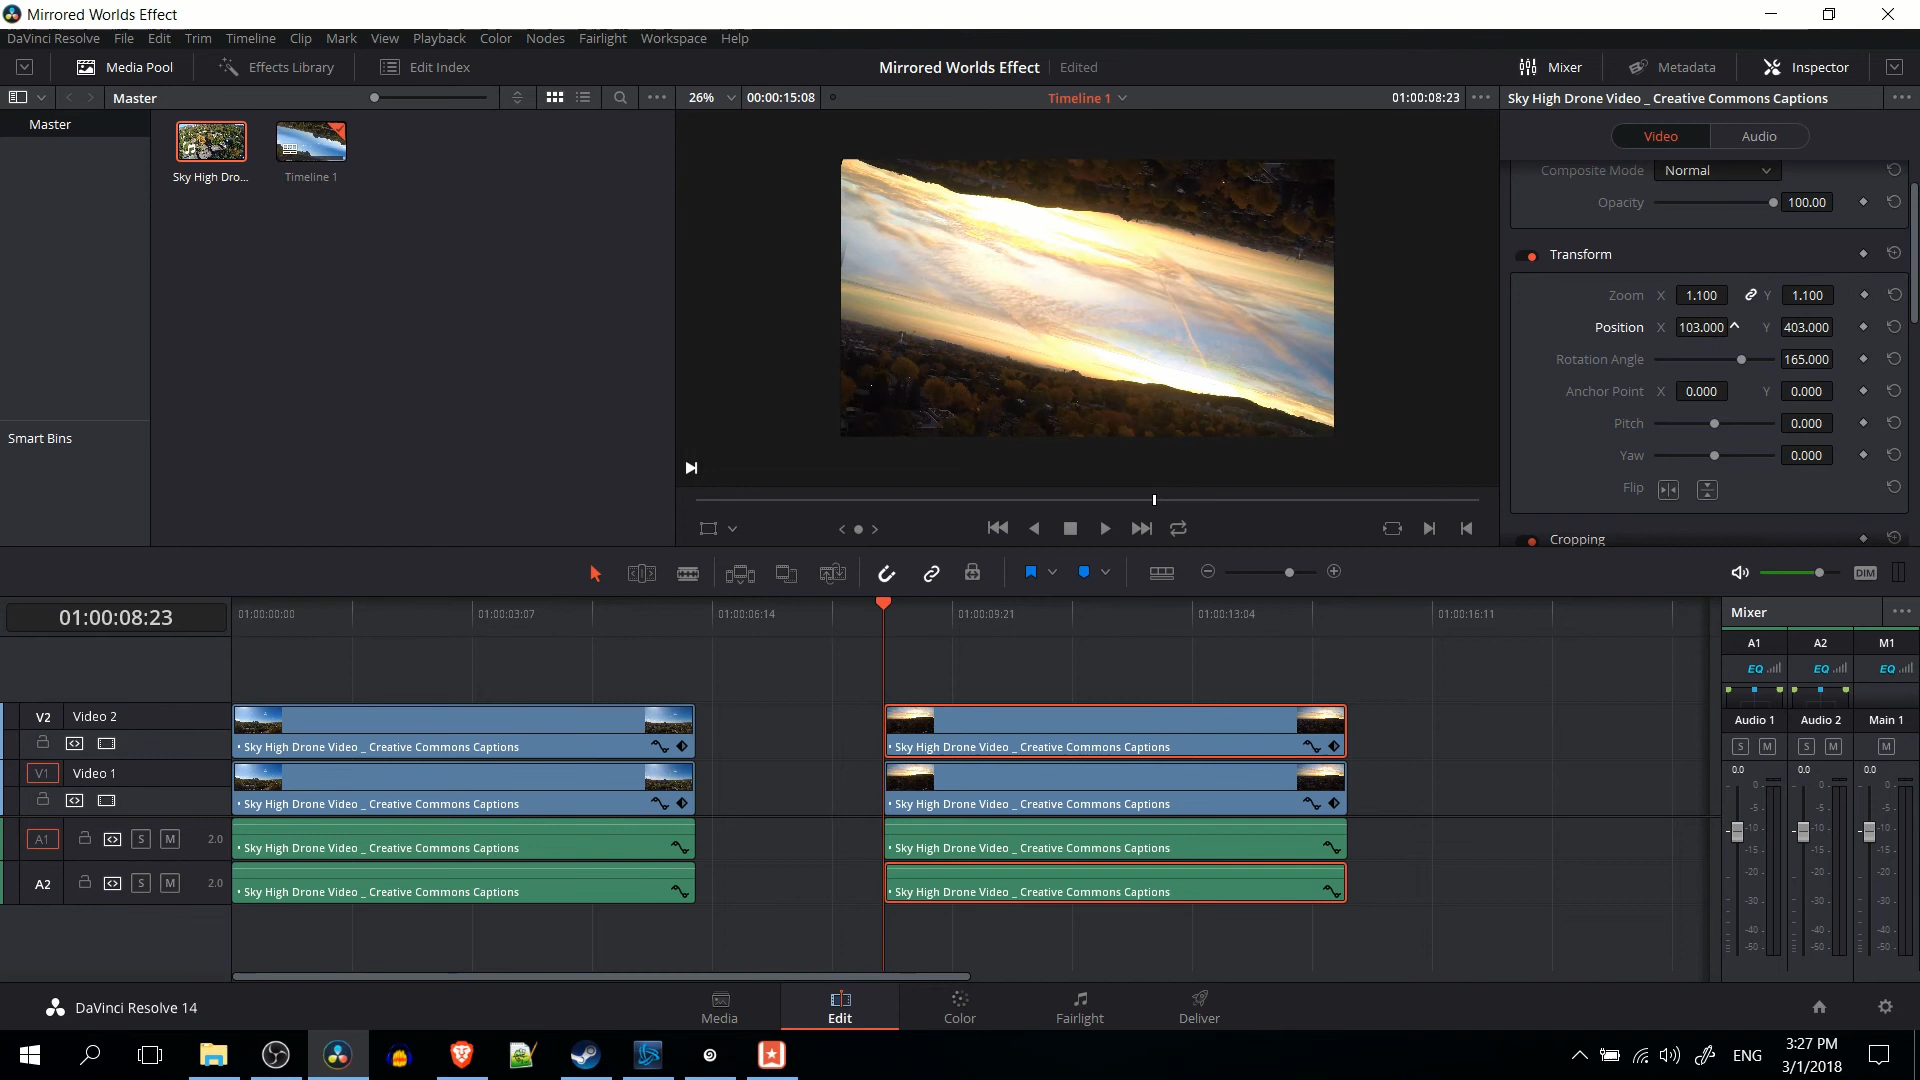 Mirrored Worlds Effect
DaVinci Resolve File Edit Trim Timeline Clip Mark View Playback Color Nodes Fairlight Workspace Help
Media Pool Effects Library Edit Index Mirrored Worlds Effect Edited Mixer Metadata Inspector
Master 26% 00:00:15:08 Timeline 1 01:00:08:23 Sky High Drone Video _ Creative Commons Captions
Master
Video Audio
Sky High Dro... Timeline 1
Composite Mode Normal
Opacity 100.00
Transform
Zoom X 1.100 Y 1.100
Position X 103.000 Y 403.000
Rotation Angle 165.000
Anchor Point X 0.000 Y 0.000
Pitch 0.000
Smart Bins
Yaw 0.000
Flip
Cropping
DIM
01:00:08:23 01:00:00:00 01:00:03:07 01:00:06:14 01:00:09:21 01:00:13:04 01:00:16:11 Mixer
A1 A2 M1
EQ EQ EQ
V2 Video 2
• Sky High Drone Video _ Creative Commons Captions • Sky High Drone Video _ Creative Commons Captions
Audio 1 Audio 2 Main 1
S M S M M
V1 Video 1
• Sky High Drone Video _ Creative Commons Captions • Sky High Drone Video _ Creative Commons Captions
0.0 0.0 0.0
0 0 0
-5 -5 -5
-10 -10 -10
-15 -15 -15
-20 -20 -20
-30 -30 -30
-40 -40 -40
-50 -50 -50
A1 S M 2.0 • Sky High Drone Video _ Creative Commons Captions • Sky High Drone Video _ Creative Commons Captions
A2 S M 2.0 • Sky High Drone Video _ Creative Commons Captions • Sky High Drone Video _ Creative Commons Captions
DaVinci Resolve 14 Media Edit Color Fairlight Deliver
ENG 3:27 PM
3/1/2018